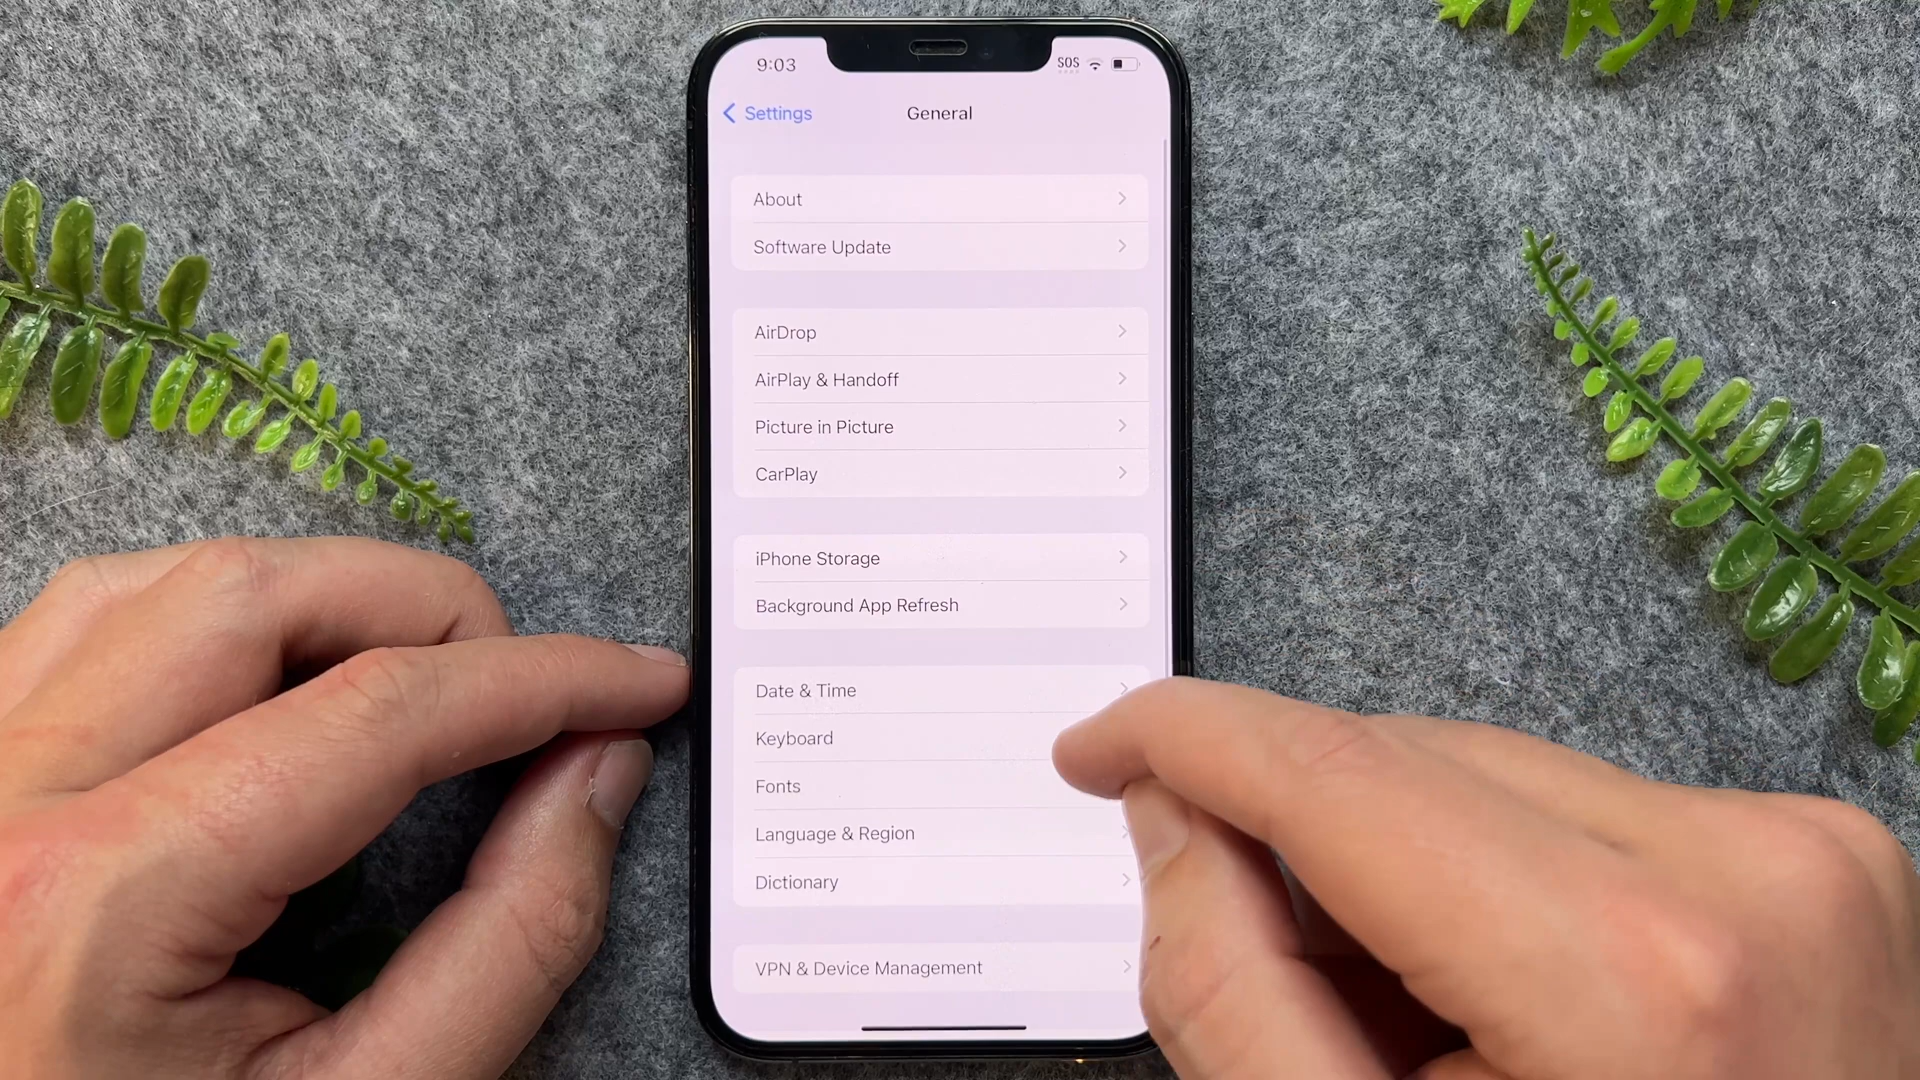 9:03
SOS
Settings
General
About
Software Update
AirDrop
AirPlay & Handoff
Picture in Picture
CarPlay
iPhone Storage
Background App Refresh
Date & Time
Keyboard
Fonts
Language & Region
Dictionary
VPN & Device Management